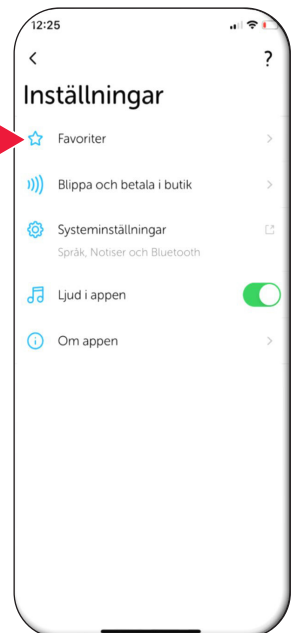 12:25
?
Inställningar
Favoriter
Blippa och betala i butik
Systeminställningar
Språk, Notiser och Bluetooth
Ljud i appen
Om appen